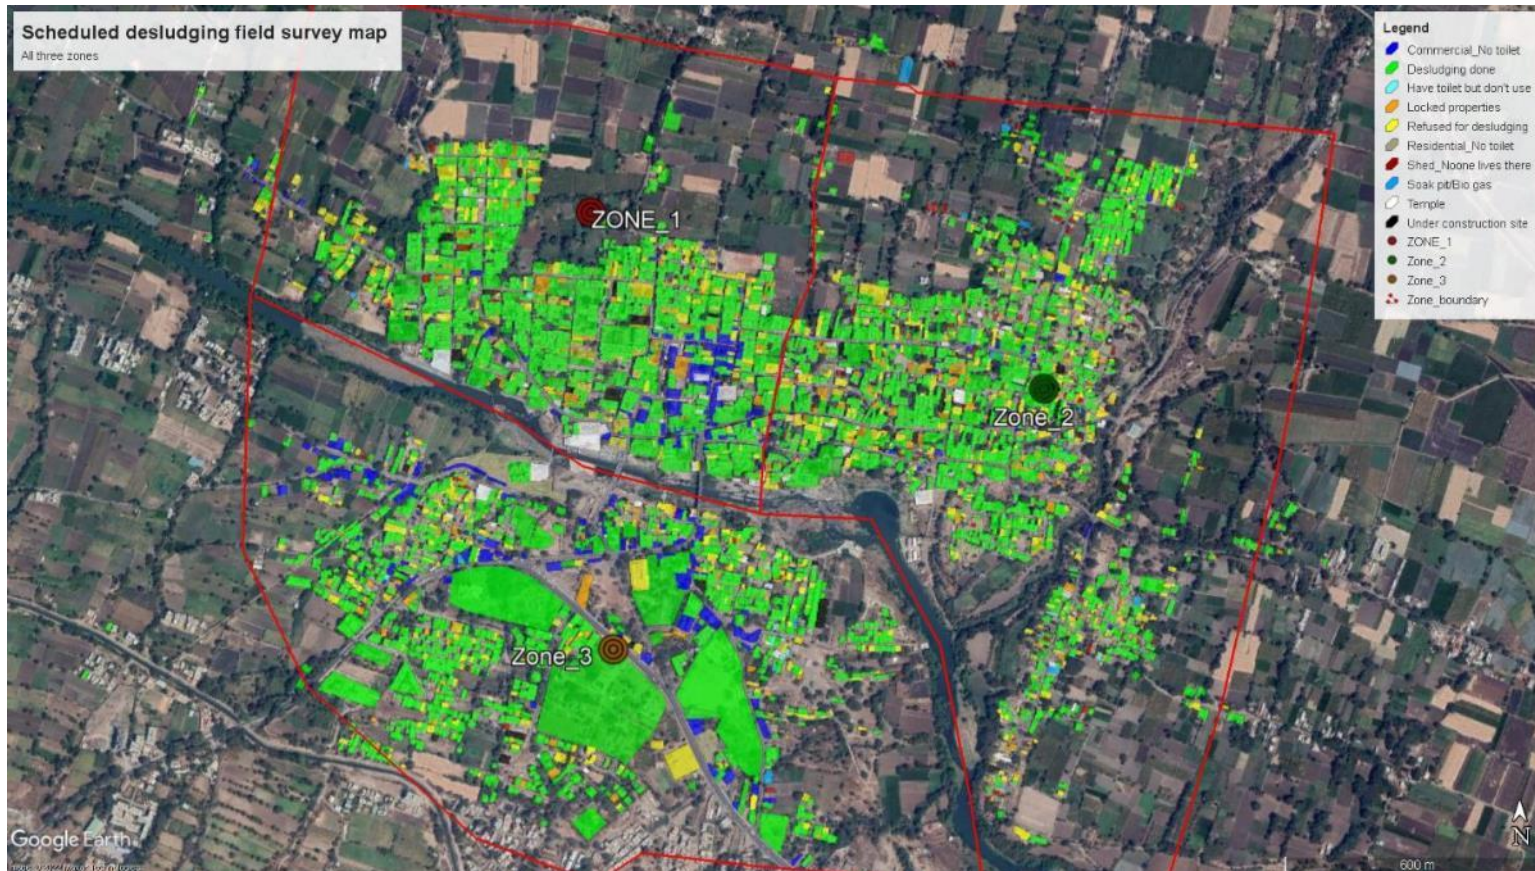 Scheduled desludging field survey map
All three zones
Legend
Commercial_No toilet
Desludging done
Have toilet but don't use
Locked properties
Refused for desludging
Residential_No toilet
Shed_Noone lives there
Soak pit/Bio gas
Temple
Under construction site
ZONE_1
Zone_2
Zone_3
Zone_boundary
ZONE_1
Zone_2
Zone_3
Google Earth
N
600 m